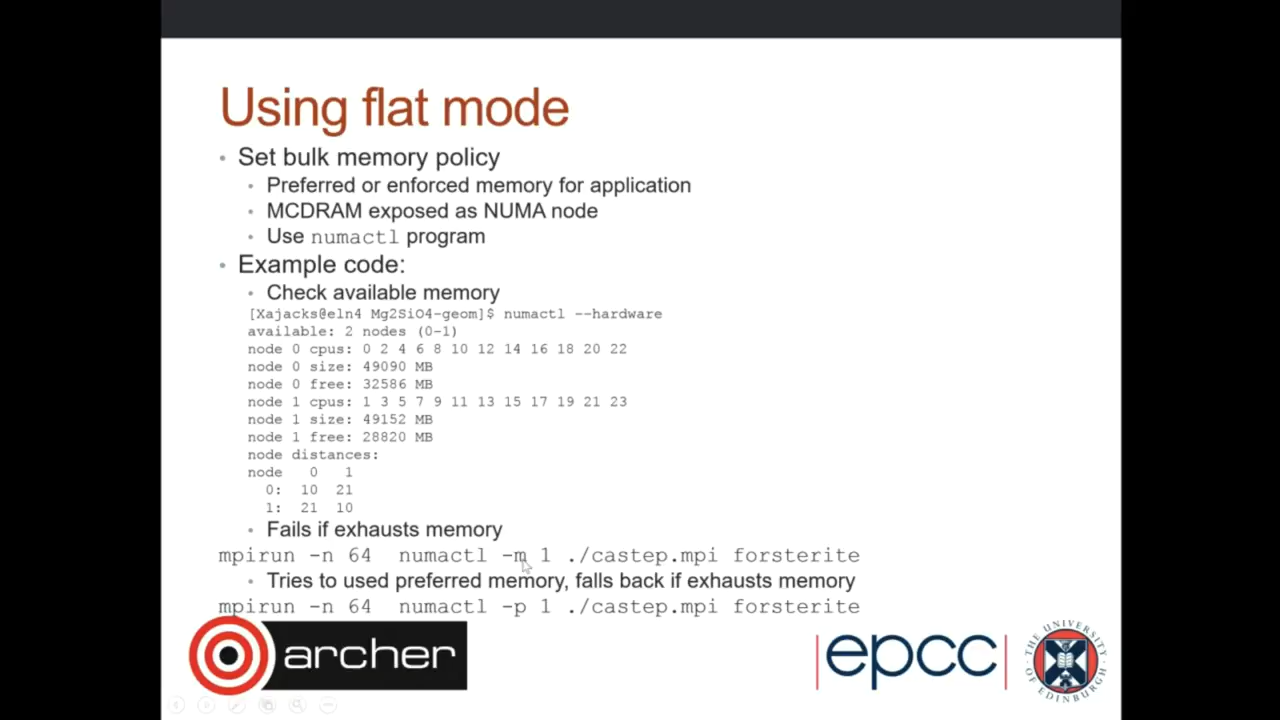 Using flat mode
• Set bulk memory policy
• Preferred or enforced memory for application
• MCDRAM exposed as NUMA node
• Use numactl program
• Example code:
• Check available memory
[Xajacks@eln4 Mg2SiO4-geom]$ numactl --hardware
available: 2 nodes (0-1)
node 0 cpus: 0 2 4 6 8 10 12 14 16 18 20 22
node 0 size: 49090 MB
node 0 free: 32586 MB
node 1 cpus: 1 3 5 7 9 11 13 15 17 19 21 23
node 1 size: 49152 MB
node 1 free: 28820 MB
node distances:
node 0 1
0: 10 21
1: 21 10
• Fails if exhausts memory
mpirun -n 64 numactl -m 1 ./castep.mpi forsterite
• Tries to used preferred memory, falls back if exhausts memory
mpirun -n 64 numactl -p 1 ./castep.mpi forsterite
archer
epcc
THE UNIVERSITY OF EDINBURGH